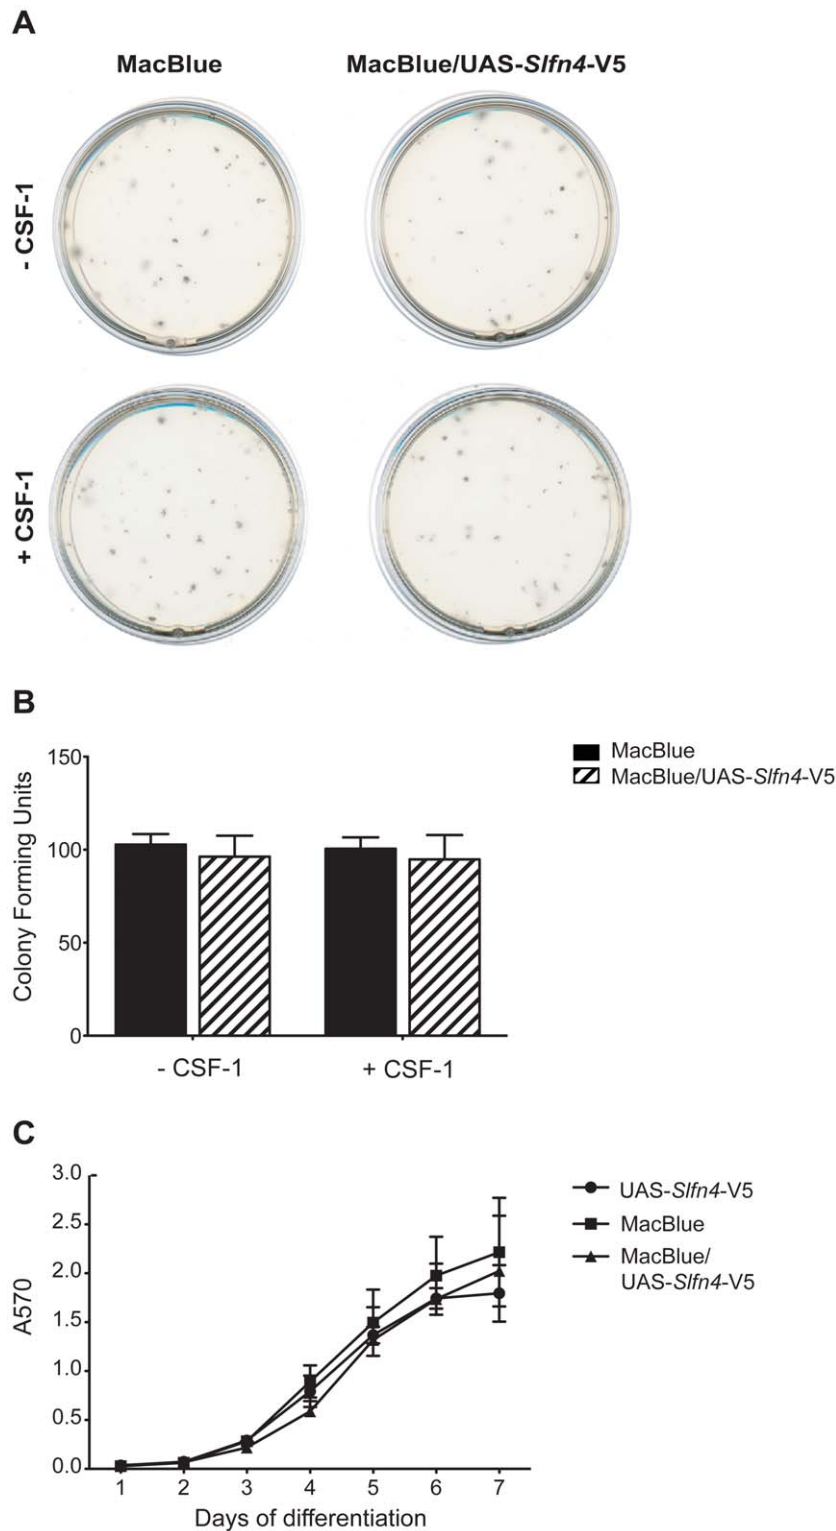 A
MacBlue MacBlue/UAS-Slfn4-V5
- CSF-1
+ CSF-1
B
150
100
50
0
Colony Forming Units
- CSF-1 + CSF-1
MacBlue
MacBlue/UAS-Slfn4-V5
C
3.0
2.5
2.0
1.5
1.0
0.5
0.0
A570
1 2 3 4 5 6 7
Days of differentiation
UAS-Slfn4-V5
MacBlue
MacBlue/
UAS-Slfn4-V5